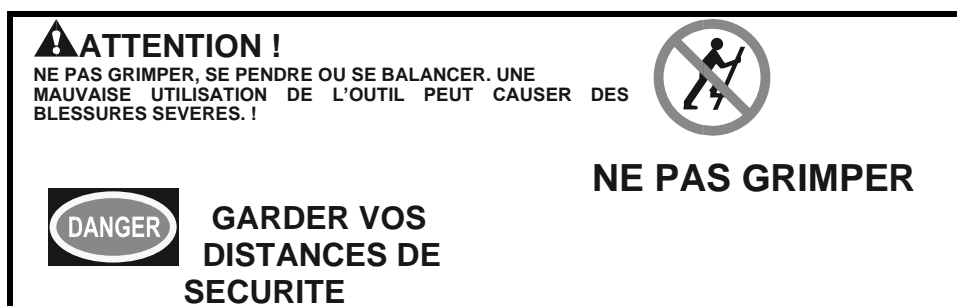 ATTENTION !
NE PAS GRIMPER, SE PENDRE OU SE BALANCER. UNE
MAUVAISE UTILISATION DE L'OUTIL PEUT CAUSER DES
BLESSURES SEVERES. !
NE PAS GRIMPER
DANGER
GARDER VOS
DISTANCES DE
SECURITE